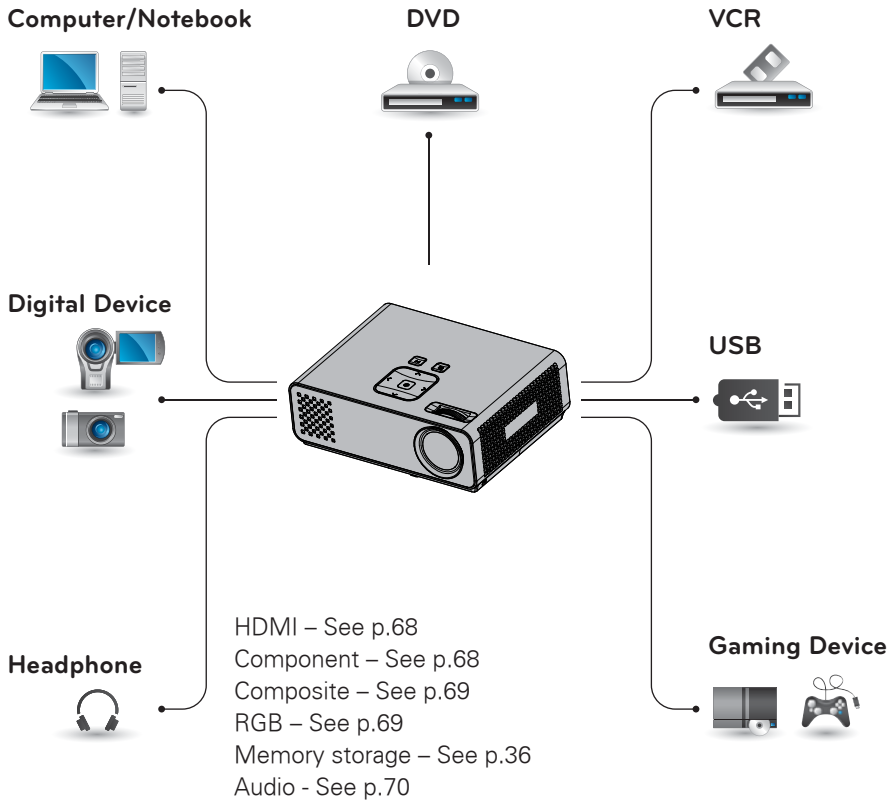 Computer/Notebook
DVD
VCR
Digital Device
USB
Headphone
HDMI – See p.68
Component – See p.68
Composite – See p.69
RGB – See p.69
Memory storage – See p.36
Audio - See p.70
Gaming Device